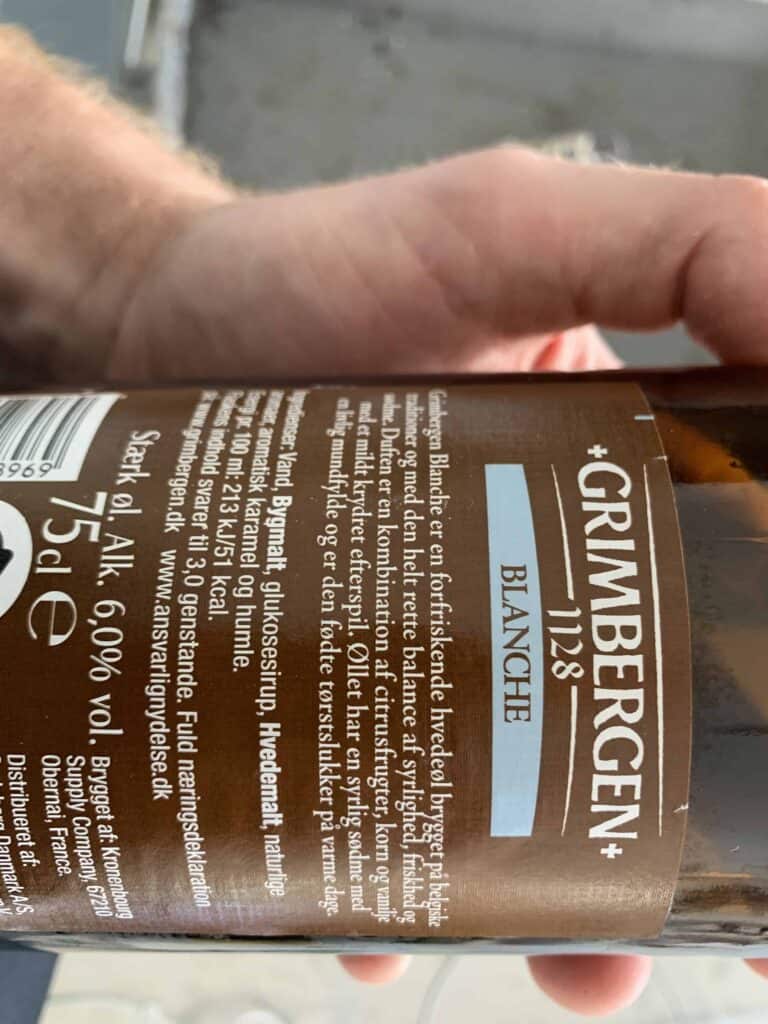 +GRIMBERGEN+
1128
BLANCHE
Grimbergen Blanche er en forfriskende hvedeøl brygget på belgiske
traditioner og med den helt rette balance af syrlighed, friskhed og
sødme. Duften er en kombination af citrusfrugter, korn og vanilje
med et mildt krydret efterspil. Øllet har en syrlig sødme med
en fyldig mundfylde og er den fødte tørstslukker på varme dage.
Ingredienser: Vand, Bygmalt, glukosesirup, Hvedemalt, naturlige
aromaer, aromatisk karamel og humle.
Energi pr. 100 ml: 213 kJ/51 kcal.
indhold svarer til 3,0 genstande. Fuld næringsdeklaration
på www.grimbergen.dk www.ansvarlignydelse.dk
Stærk øl. Alk. 6,0% vol.
75cl e
Brygget af: Kronenbourg
Supply Company, 67210
Obernai, France.
Distribueret af:
Danmark A/S,
8969